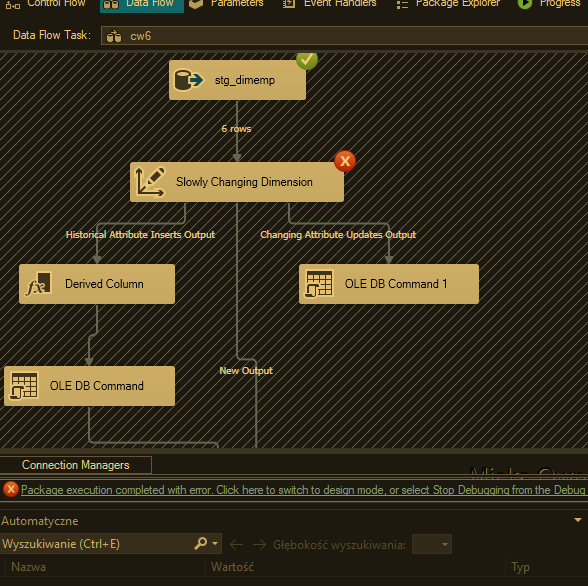 Control Flow Data Flow Parameters Event Handlers Package Explorer Progress
Data Flow Task: cw6
stg_dimemp
6 rows
Slowly Changing Dimension
Historical Attribute Inserts Output Changing Attribute Updates Output
Derived Column OLE DB Command 1
New Output
OLE DB Command
Connection Managers
Package execution completed with error. Click here to switch to design mode, or select Stop Debugging from the Debug
Automatyczne
Wyszukiwanie (Ctrl+E) Głębokość wyszukiwania:
Nazwa Wartość Typ